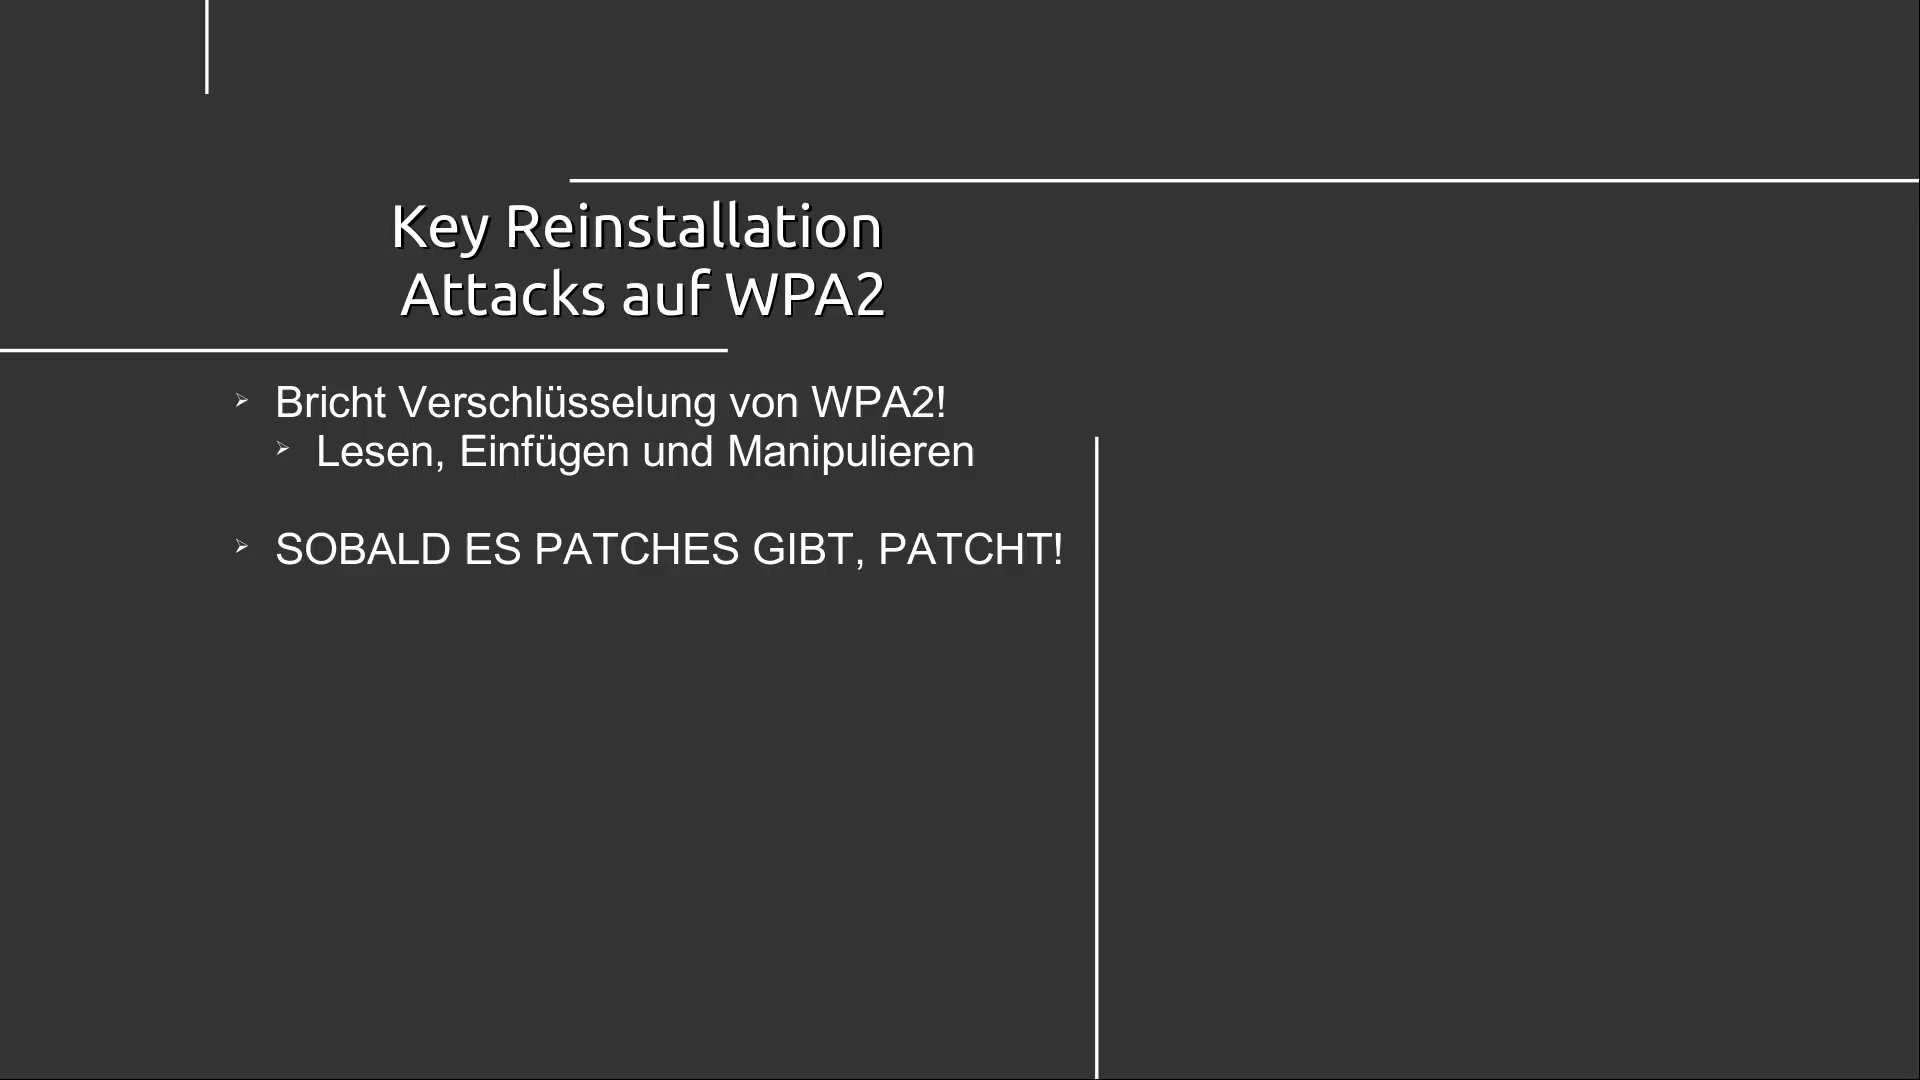 Key Reinstallation
Attacks auf WPA2
Bricht Verschlüsselung von WPA2!
Lesen, Einfügen und Manipulieren
SOBALD ES PATCHES GIBT, PATCHT!